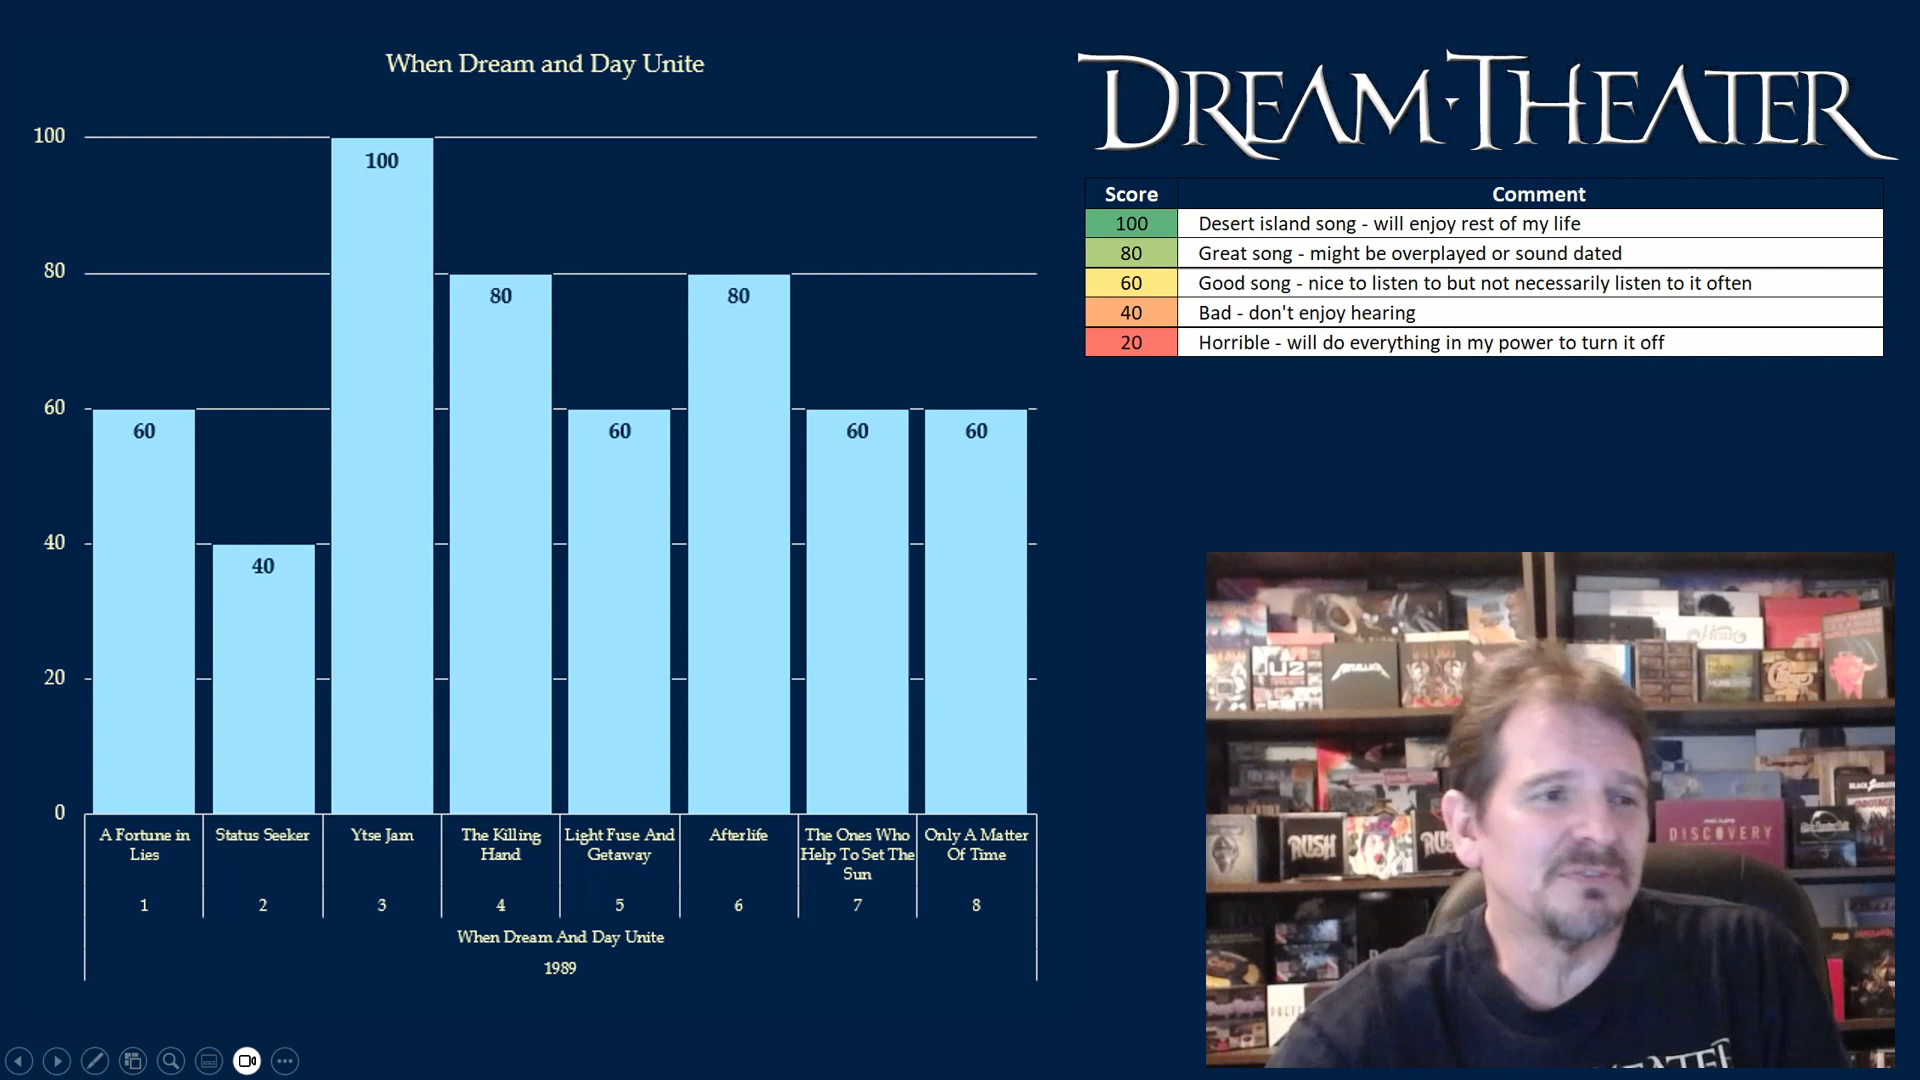 When Dream and Day Unite
100
80
60
40
20
0
60
40
100
80
60
80
60
60
A Fortune in
Lies
Status Seeker
Ytse Jam
The Killing
Hand
Light Fuse And
Getaway
Afterlife
The Ones Who
Help To Set The
Sun
Only A Matter
Of Time
1 2 3 4 5 6 7 8
When Dream And Day Unite
1989
DREAM THEATER
Score Comment
100 Desert island song - will enjoy rest of my life
80 Great song - might be overplayed or sound dated
60 Good song - nice to listen to but not necessarily listen to it often
40 Bad - don't enjoy hearing
20 Horrible - will do everything in my power to turn it off
Heart
U2
METALLICA
Chicago
RUSH
DISCOVERY